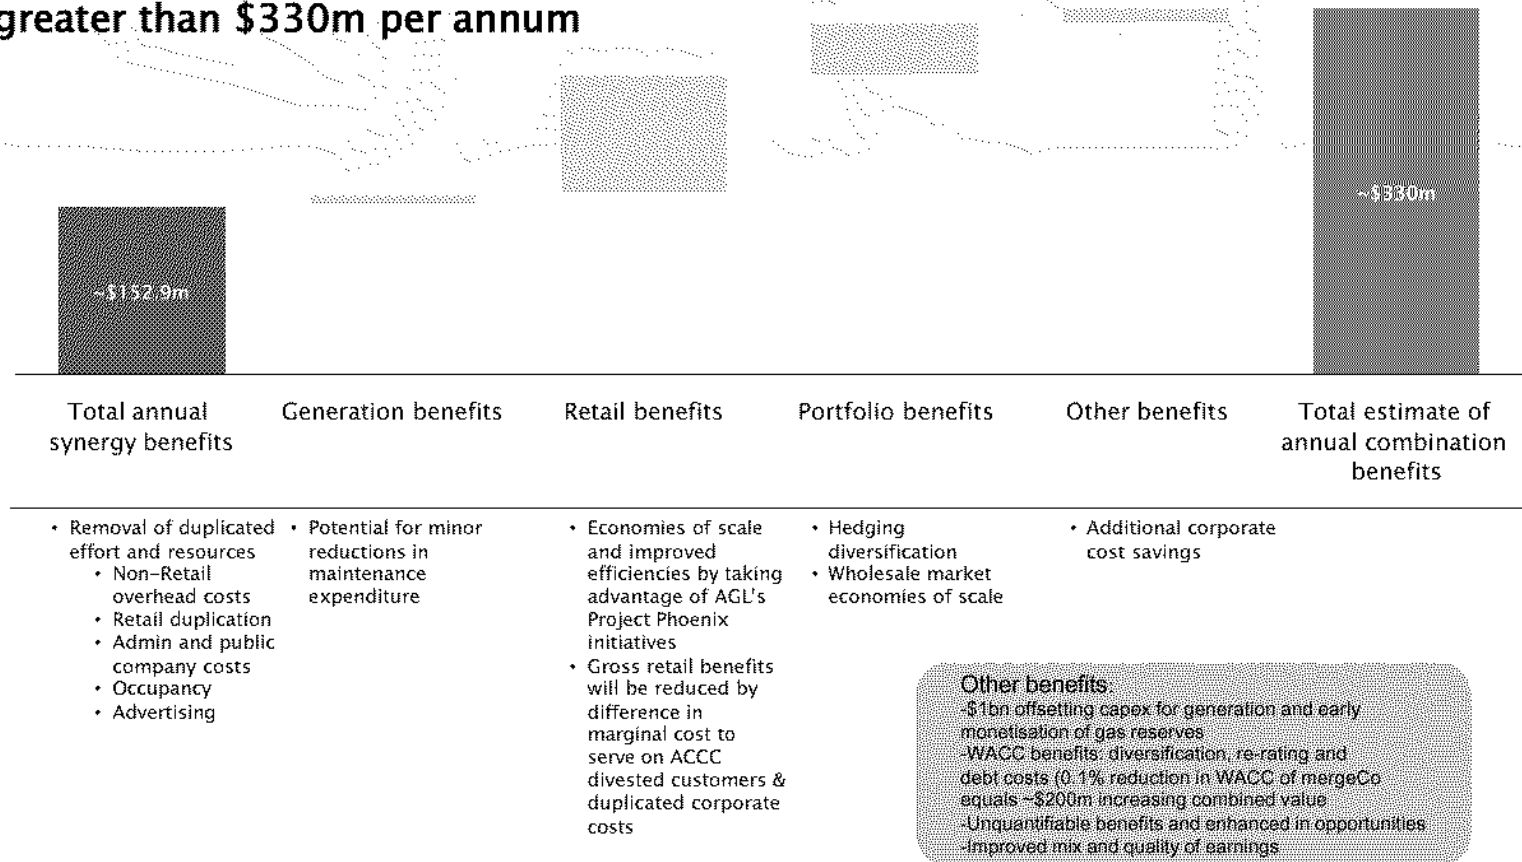 greater than $330m per annum
~$330m
~$152.9m
Total annual
synergy benefits
Generation benefits
Retail benefits
Portfolio benefits
Other benefits
Total estimate of
annual combination
benefits
• Removal of duplicated
effort and resources
• Non-Retail
overhead costs
• Retail duplication
• Admin and public
company costs
• Occupancy
• Advertising
• Potential for minor
reductions in
maintenance
expenditure
• Economies of scale
and improved
efficiencies by taking
advantage of AGL's
Project Phoenix
initiatives
• Gross retail benefits
will be reduced by
difference in
marginal cost to
serve on ACCC
divested customers &
duplicated corporate
costs
• Hedging
diversification
• Wholesale market
economies of scale
• Additional corporate
cost savings
Other benefits:
-$1bn offsetting capex for generation and early
monetisation of gas reserves
-WACC benefits: diversification, re-rating and
debt costs (0.1% reduction in WACC of mergeCo
equals ~$200m increasing combined value
-Unquantifiable benefits and enhanced in opportunities
-Improved mix and quality of earnings